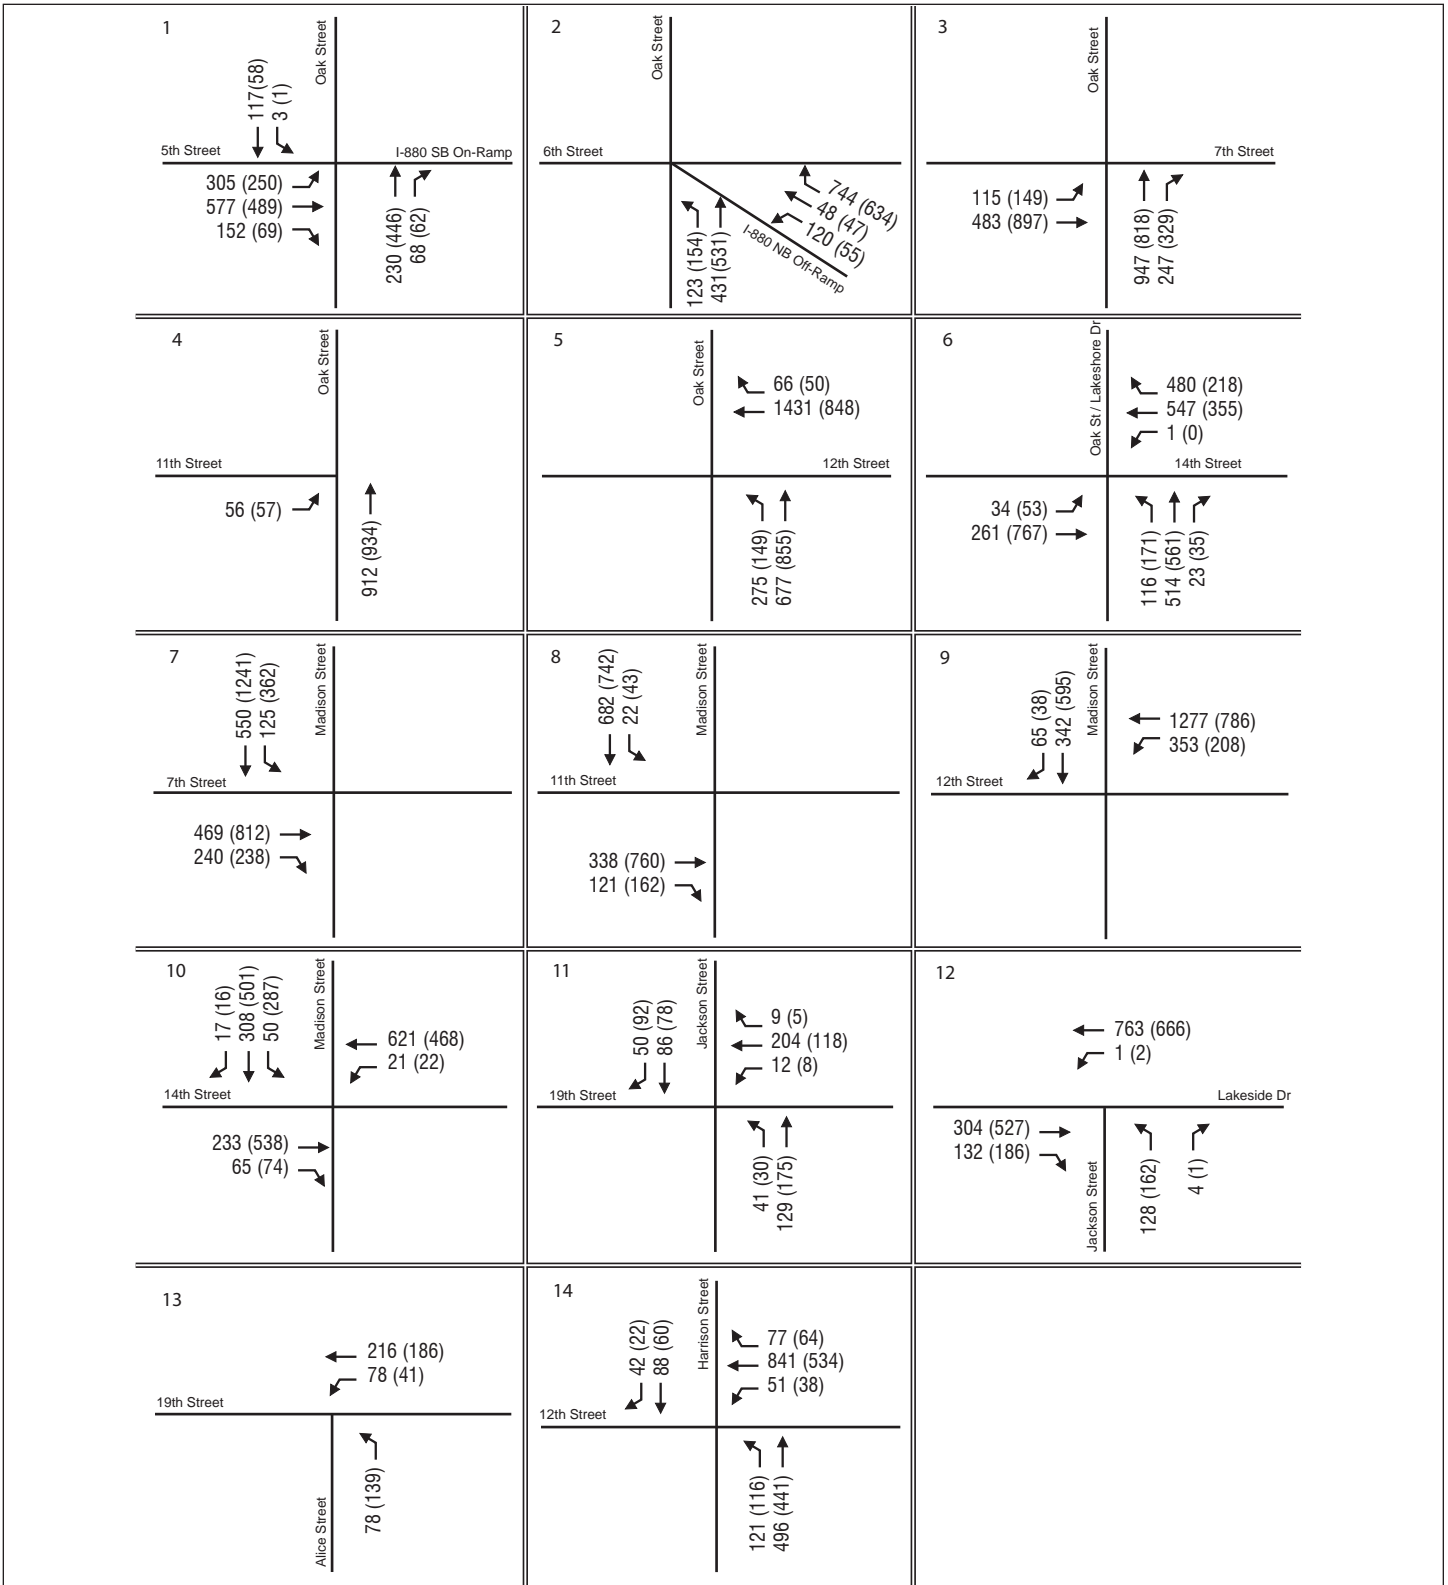 1
Oak Street
117(58)
3 (1)
5th Street
I-880 SB On-Ramp
305 (250)
577 (489)
152 (69)
230 (446)
68 (62)
2
Oak Street
6th Street
744 (634)
48 (47)
120 (55)
I-880 NB Off-Ramp
123 (154)
431(531)
3
Oak Street
7th Street
115 (149)
483 (897)
947 (818)
247 (329)
4
Oak Street
11th Street
56 (57)
912 (934)
5
Oak Street
66 (50)
1431 (848)
12th Street
275 (149)
677 (855)
6
Oak St / Lakeshore Dr
480 (218)
547 (355)
1 (0)
14th Street
34 (53)
261 (767)
116 (171)
514 (561)
23 (35)
7
550 (1241)
125 (362)
Madison Street
7th Street
469 (812)
240 (238)
8
682 (742)
22 (43)
Madison Street
11th Street
338 (760)
121 (162)
9
65 (38)
342 (595)
Madison Street
1277 (786)
353 (208)
12th Street
10
17 (16)
308 (501)
50 (287)
Madison Street
621 (468)
21 (22)
14th Street
233 (538)
65 (74)
11
50 (92)
86 (78)
Jackson Street
9 (5)
204 (118)
12 (8)
19th Street
41 (30)
129 (175)
12
763 (666)
1 (2)
Lakeside Dr
304 (527)
132 (186)
Jackson Street
128 (162)
4 (1)
13
216 (186)
78 (41)
19th Street
Alice Street
78 (139)
14
42 (22)
88 (60)
Harrison Street
77 (64)
841 (534)
51 (38)
12th Street
121 (116)
496 (441)